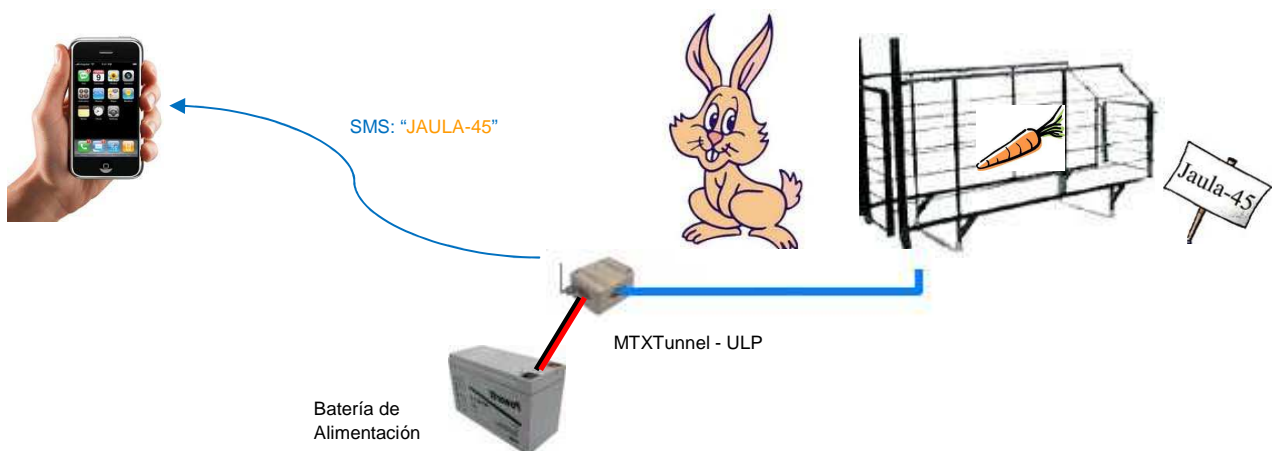 SMS: “JAULA-45”
Jaula-45
MTXTunnel - ULP
Batería de
Alimentación